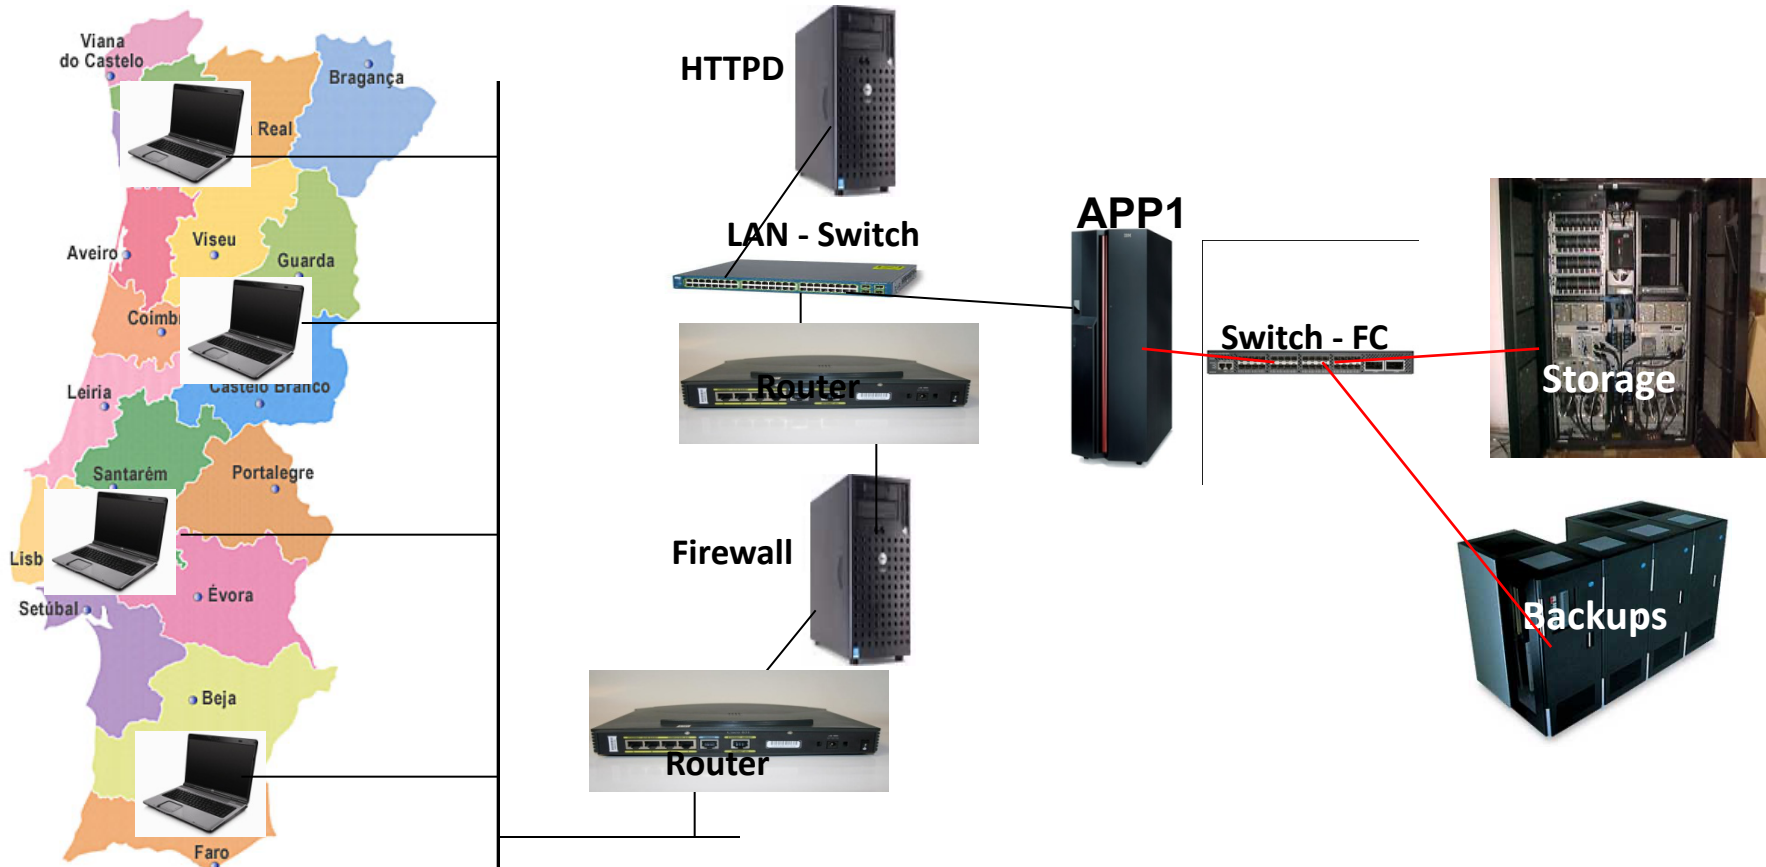 Viana
do Castelo
Bragança
Real
Aveiro
Viseu
Guarda
Coimb
Leiria
Castelo Branco
Santarém
Portalegre
Lisb
Setúbal
Évora
Beja
Faro
HTTPD
LAN - Switch
Router
Firewall
Router
APP1
Switch - FC
Storage
Backups